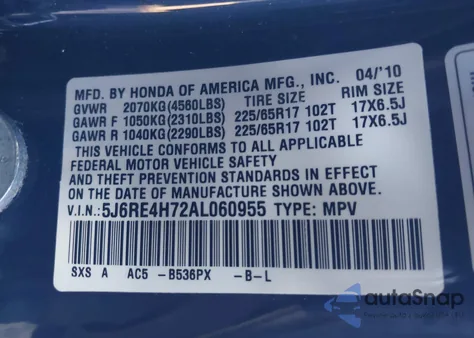 MFD. BY HONDA OF AMERICA MFG., INC. 04/'10
GVWR 2070KG(4560LBS) TIRE SIZE RIM SIZE
GAWR F 1050KG(2310LBS) 225/65R17 102T 17X6.5J
GAWR R 1040KG(2290LBS) 225/65R17 102T 17X6.5J
THIS VEHICLE CONFORMS TO ALL APPLICABLE
FEDERAL MOTOR VEHICLE SAFETY
AND THEFT PREVENTION STANDARDS IN EFFECT
ON THE DATE OF MANUFACTURE SHOWN ABOVE.
V.I.N.:5J6RE4H72AL060955 TYPE: MPV
SXS A AC5 -B536PX -B-L
autoSnap